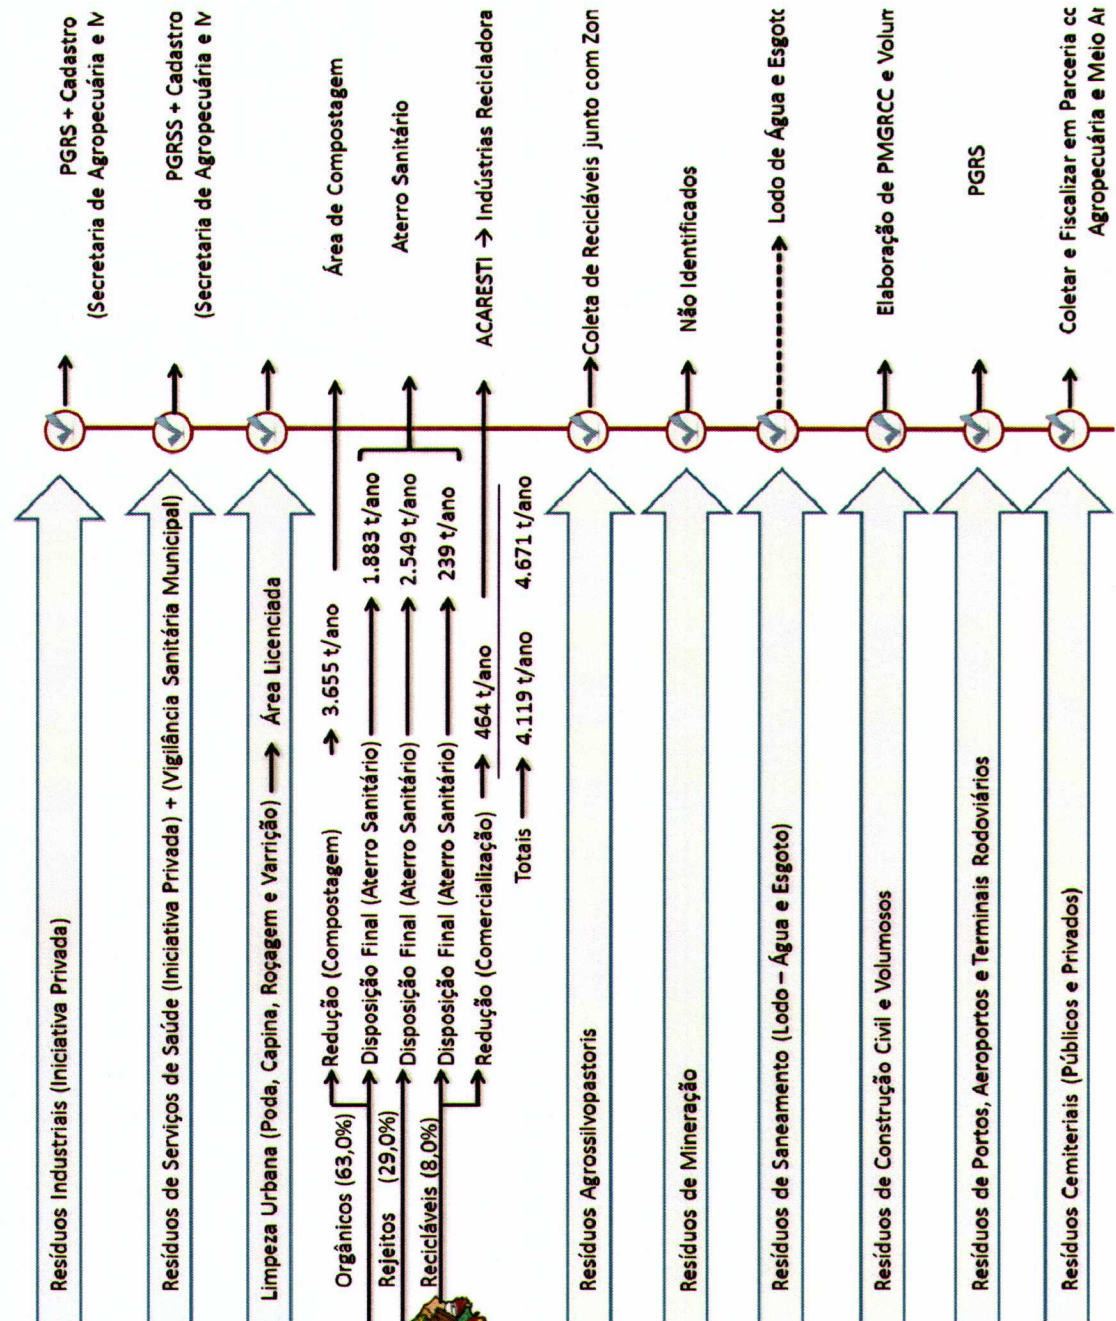 Resíduos Industriais (Iniciativa Privada)
PGRS + Cadastro
(Secretaria de Agropecuária e
Resíduos de Serviços de Saúde (Iniciativa Privada) + (Vigilância Sanitária Municipal)
PGRSS + Cadastro
(Secretaria de Agropecuária e
Limpeza Urbana (Poda, Capina, Roçagem e Varrição) → Área Licenciada
Orgânicos (63,0%)
Redução (Compostagem) → 3.655 t/ano → Área de Compostagem
Disposição Final (Aterro Sanitário) → 1.883 t/ano
Rejeitos (29,0%)
Disposição Final (Aterro Sanitário) → 2.549 t/ano
Aterro Sanitário
Recicláveis (8,0%)
Disposição Final (Aterro Sanitário) → 239 t/ano
Redução (Comercialização) → 464 t/ano → ACARESTI → Indústrias Recicladora
Totais → 4.119 t/ano 4.671 t/ano
Resíduos Agrossilvopastoris
Coleta de Recicláveis junto com Zon
Resíduos de Mineração
Não Identificados
Resíduos de Saneamento (Lodo – Água e Esgoto)
Lodo de Água e Esgoto
Resíduos de Construção Civil e Volumosos
Elaboração de PMGRCC e Volum
Resíduos de Portos, Aeroportos e Terminais Rodoviários
PGRS
Resíduos Cemiteriais (Públicos e Privados)
Coletar e Fiscalizar em Parceria co
Agropecuária e Meio